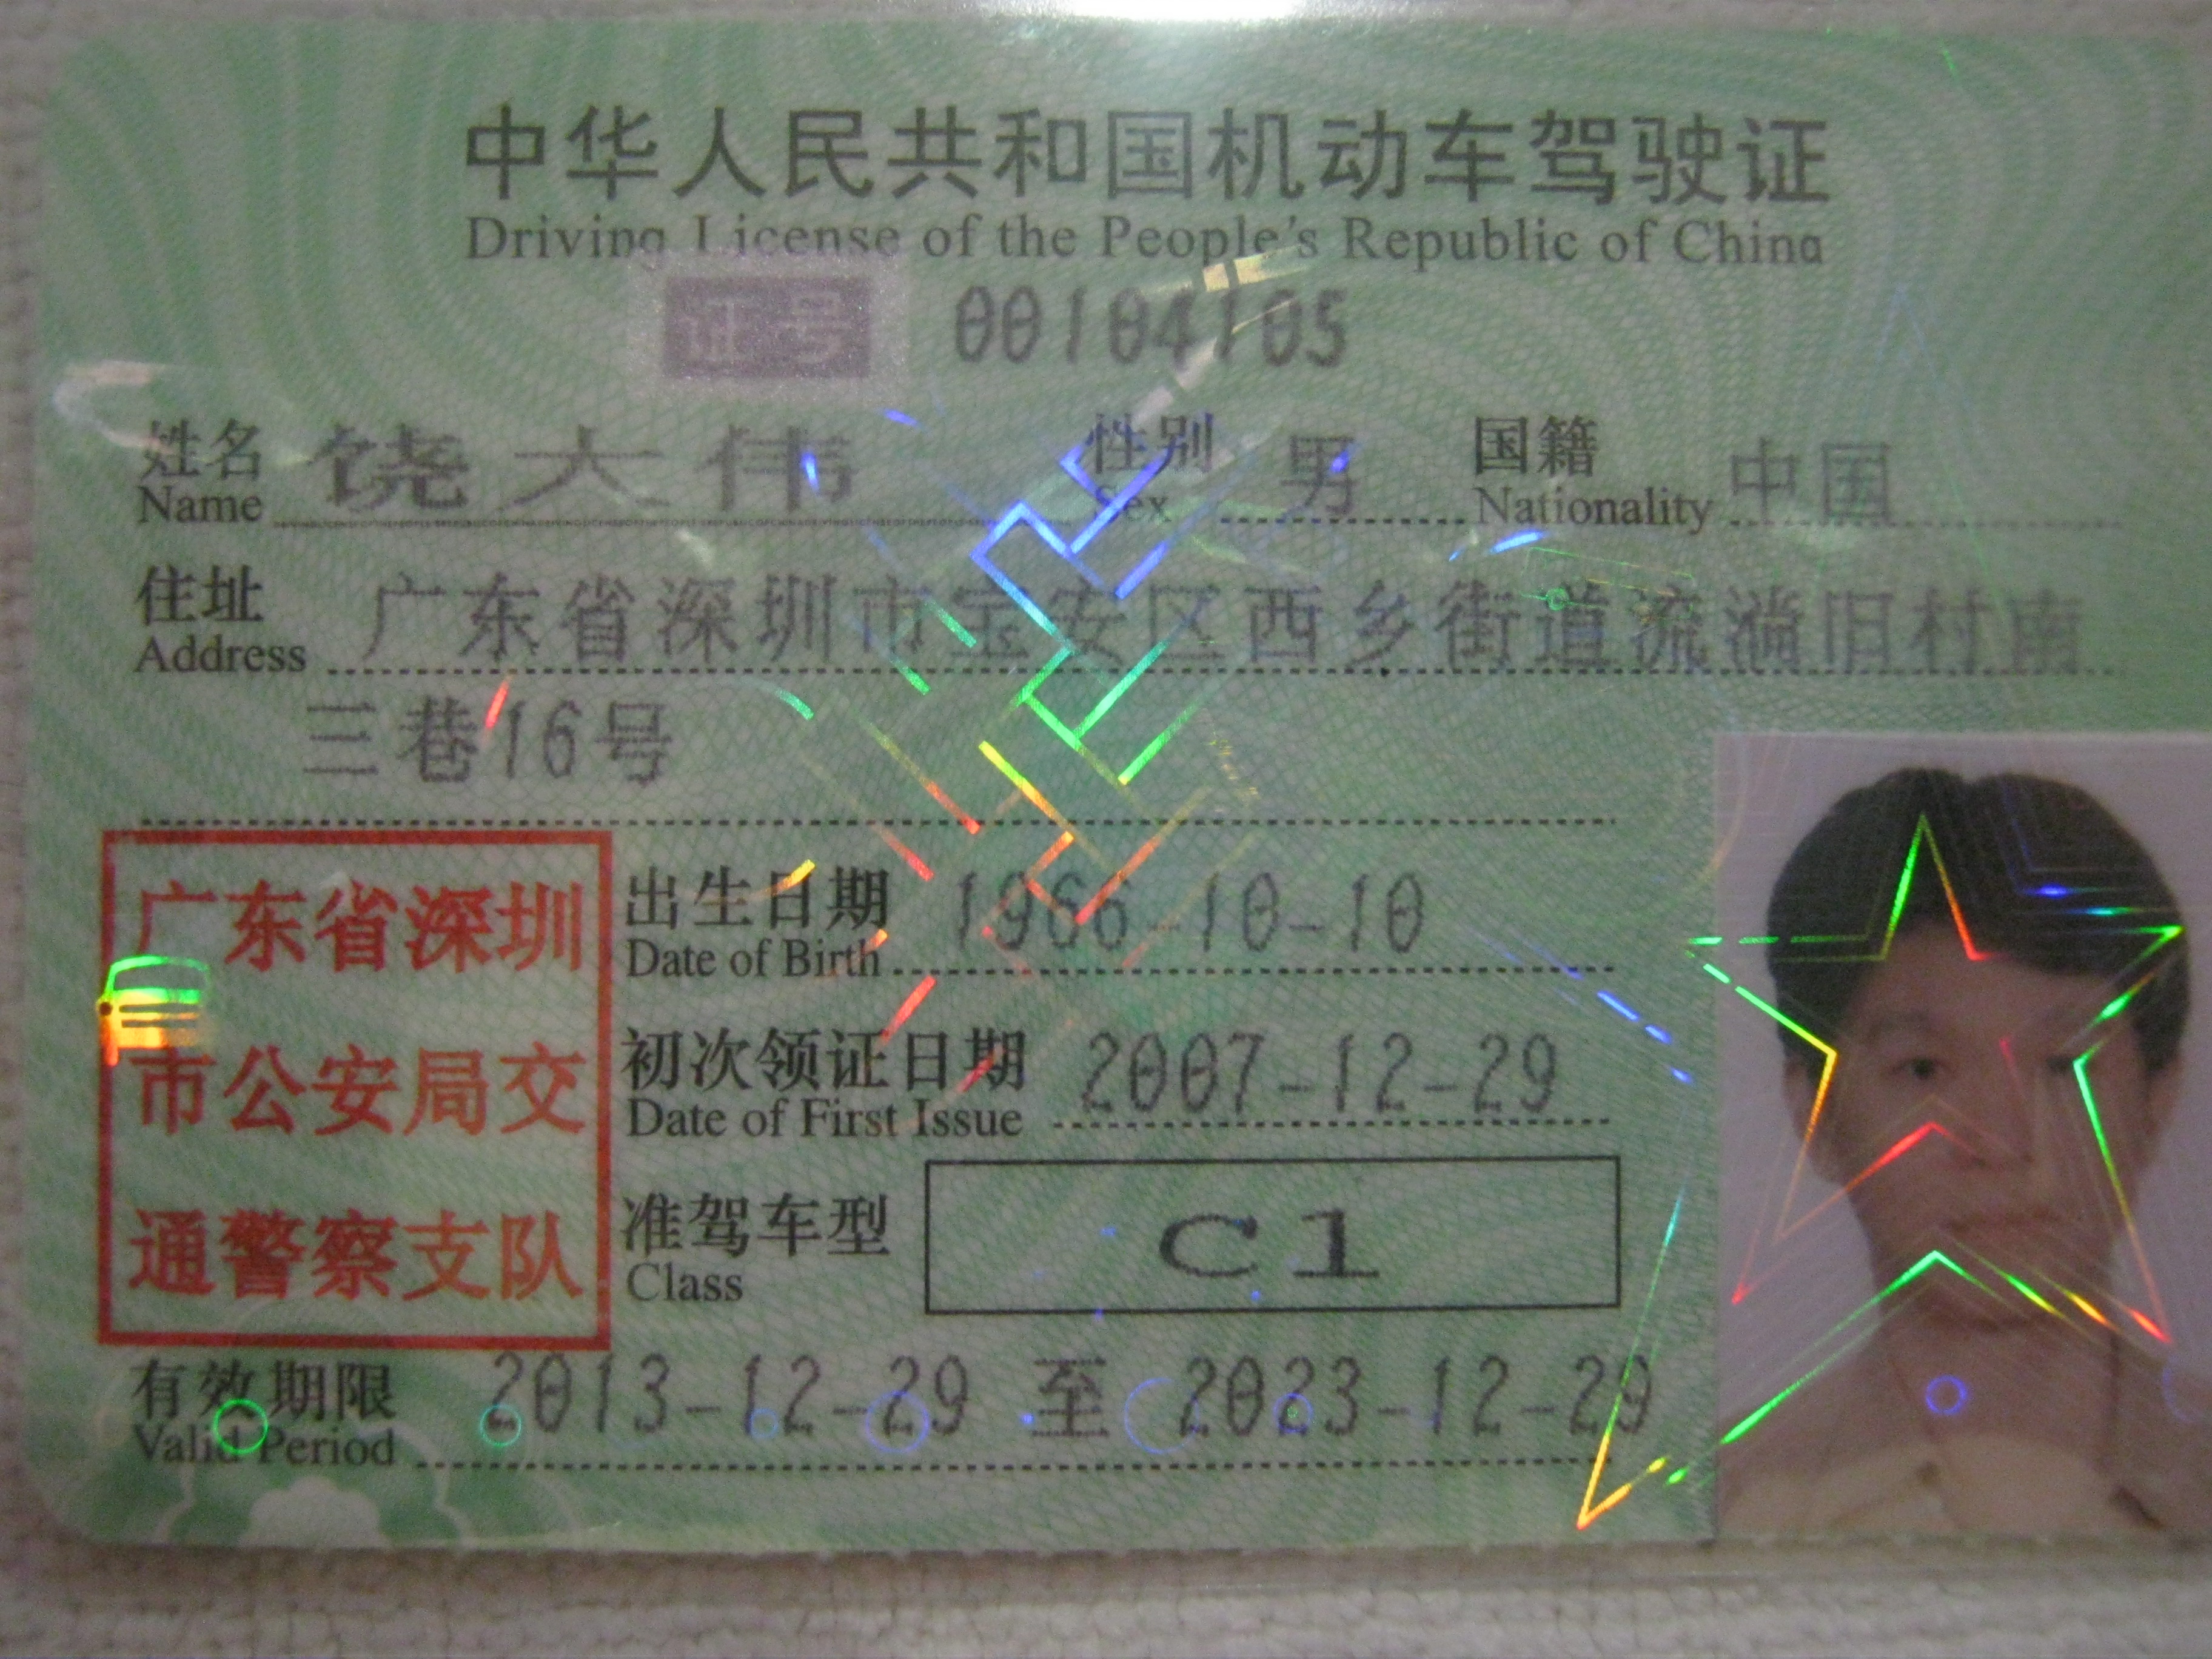 中华人民共和国机动车驾驶证
Driving License of the People's Republic of China
证号 00104105
姓名 饶大伟 性别 男 国籍 中国
Name Sex Nationality
住址 广东省深圳市宝安区西乡街道流塘旧村南
Address
三巷16号
广东省深圳
市公安局交
通警察支队
出生日期 1966-10-10
Date of Birth
初次领证日期 2007-12-29
Date of First Issue
准驾车型 C1
Class
有效期限 2013-12-29 至 2023-12-29
Valid Period